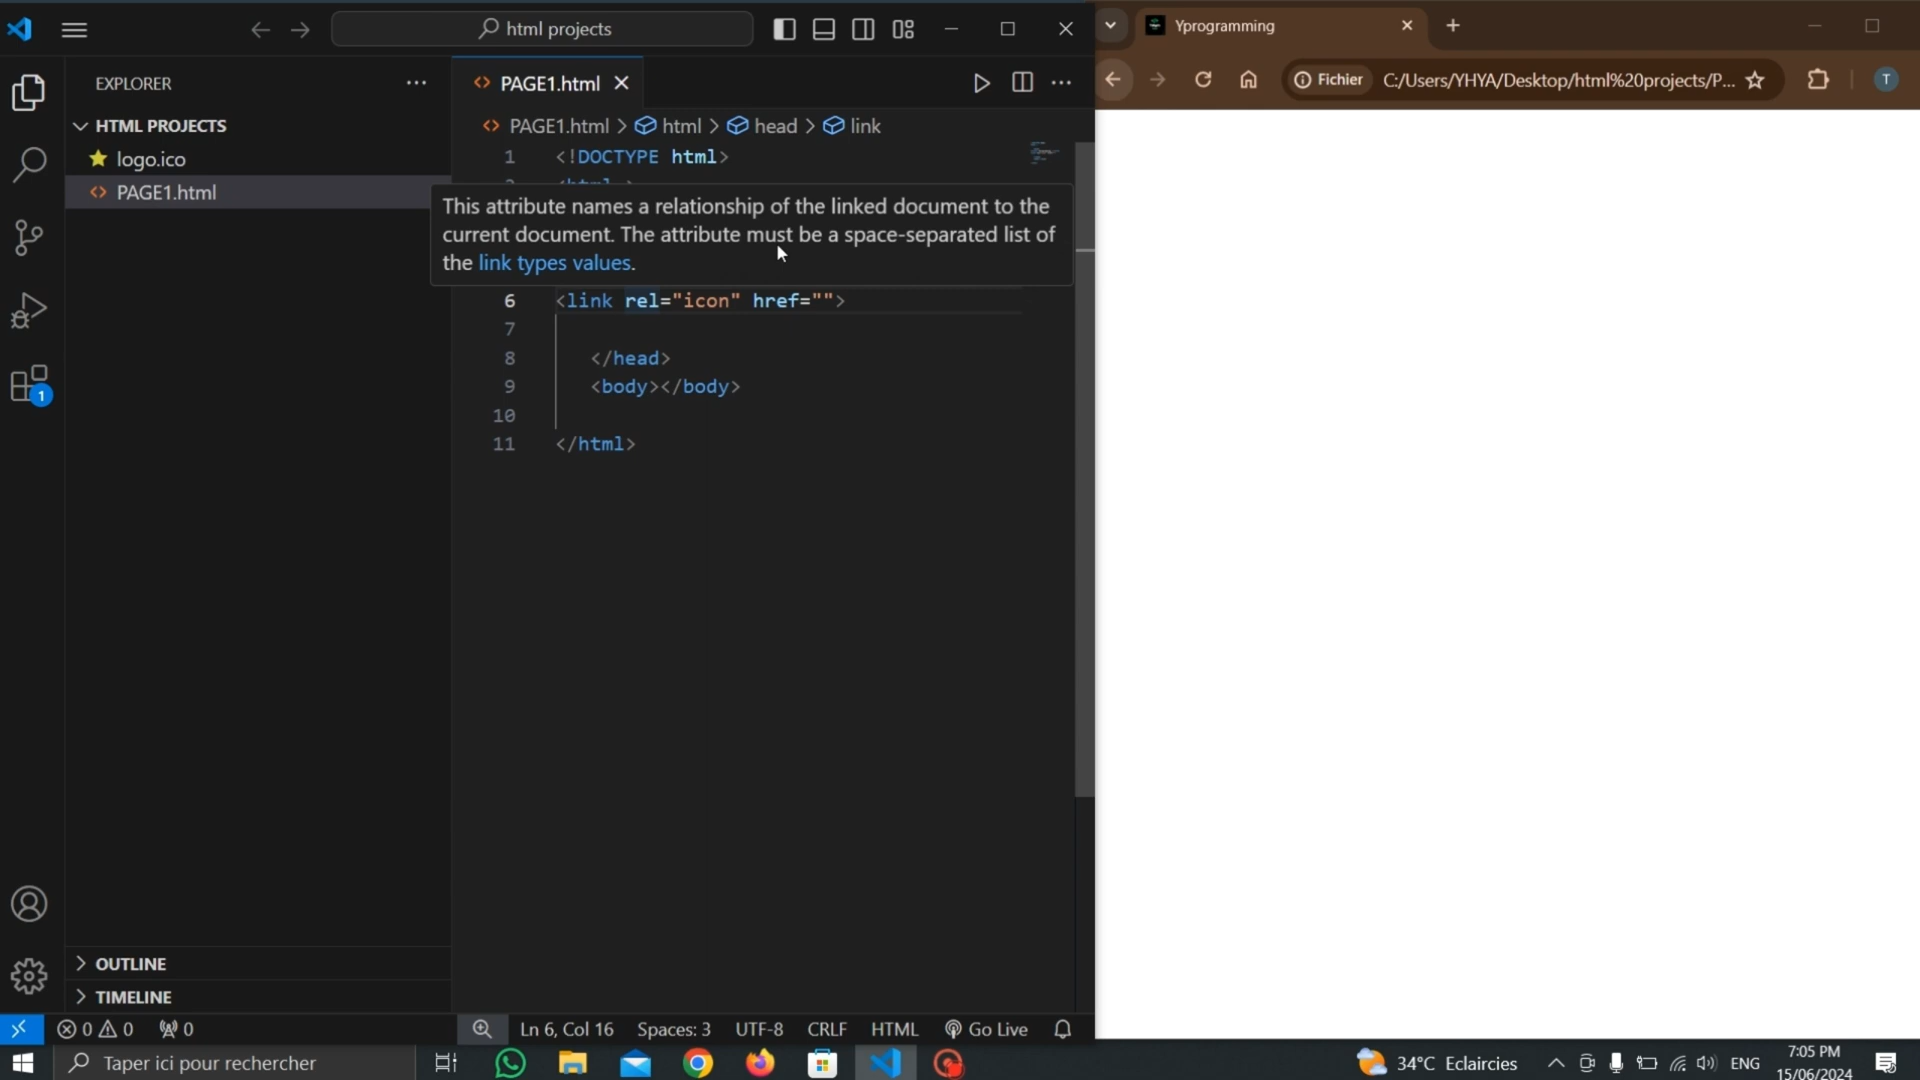 html projects
EXPLORER
HTML PROJECTS
logo.ico
PAGE1.html
PAGE1.html
PAGE1.html > html > head > link
1 <!DOCTYPE html>
This attribute names a relationship of the linked document to the
current document. The attribute must be a space-separated list of
the link types values.
6 <link rel="icon" href="">
7
8 </head>
9 <body></body>
10
11 </html>
1
OUTLINE
TIMELINE
0 0 0
Ln 6, Col 16 Spaces: 3 UTF-8 CRLF HTML Go Live
Yprogramming
Fichier C:/Users/YHYA/Desktop/html%20projects/P...
T
Taper ici pour rechercher
34°C Eclaircies
ENG
7:05 PM
15/06/2024